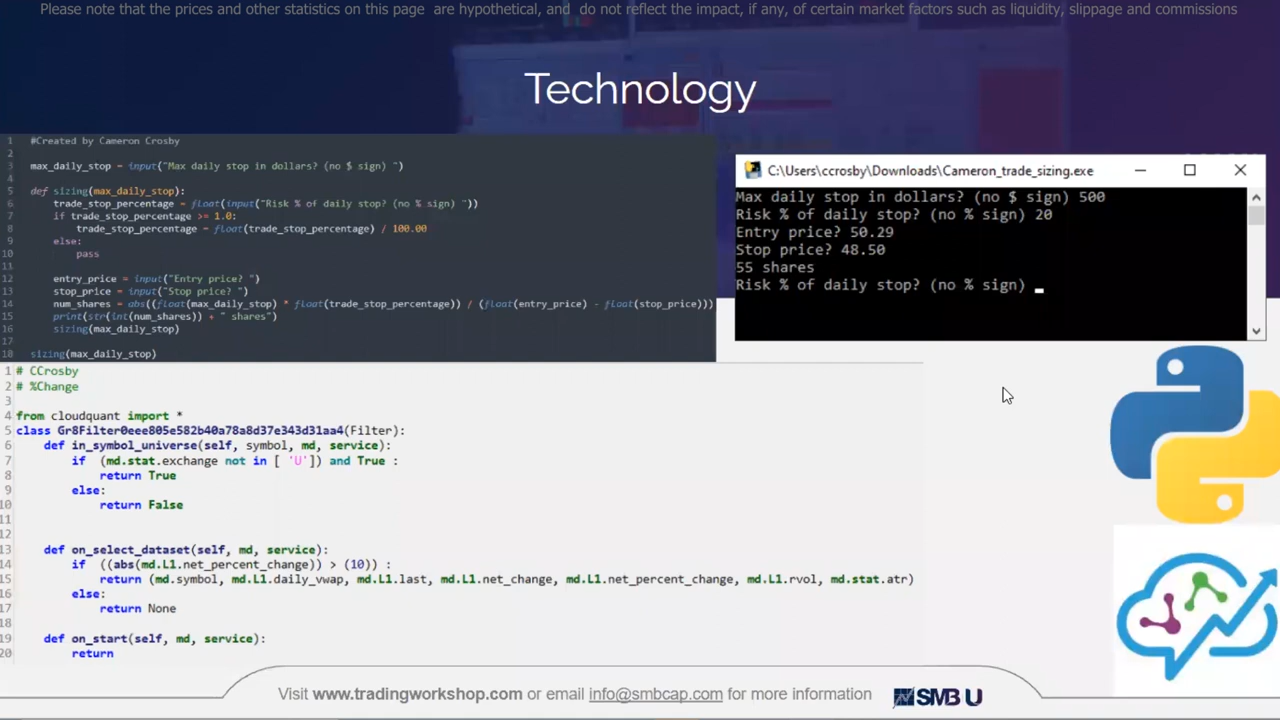 Please note that the prices and other statistics on this page are hypothetical, and do not reflect the impact, if any, of certain market factors such as liquidity, slippage and commissions
Technology
1 #Created by Cameron Crosby
2
3 max_daily_stop = input("Max daily stop in dollars? (no $ sign) ")
4
5 def sizing(max_daily_stop):
6 trade_stop_percentage = float(input("Risk % of daily stop? (no % sign) "))
7 if trade_stop_percentage >= 1.0:
8 trade_stop_percentage = float(trade_stop_percentage) / 100.00
9 else:
10 pass
11
12 entry_price = input("Entry price? ")
13 stop_price = input("Stop price? ")
14 num_shares = abs((float(max_daily_stop) * float(trade_stop_percentage)) / (float(entry_price) - float(stop_price)))
15 print(str(int(num_shares)) + " shares")
16 sizing(max_daily_stop)
17
18 sizing(max_daily_stop)
C:\Users\ccrosby\Downloads\Cameron_trade_sizing.exe
Max daily stop in dollars? (no $ sign) 500
Risk % of daily stop? (no % sign) 20
Entry price? 50.29
Stop price? 48.50
55 shares
Risk % of daily stop? (no % sign)
1 # CCrosby
2 # %Change
3
4 from cloudquant import *
5 class Gr8Filter0eee805e582b40a78a8d37e343d31aa4(Filter):
6 def in_symbol_universe(self, symbol, md, service):
7 if (md.stat.exchange not in [ 'U']) and True :
8 return True
9 else:
10 return False
11
12
13 def on_select_dataset(self, md, service):
14 if ((abs(md.L1.net_percent_change)) > (10)) :
15 return (md.symbol, md.L1.daily_vwap, md.L1.last, md.L1.net_change, md.L1.net_percent_change, md.L1.rvol, md.stat.atr)
16 else:
17 return None
18
19 def on_start(self, md, service):
20 return
Visit www.tradingworkshop.com or email info@smbcap.com for more information
SMB U